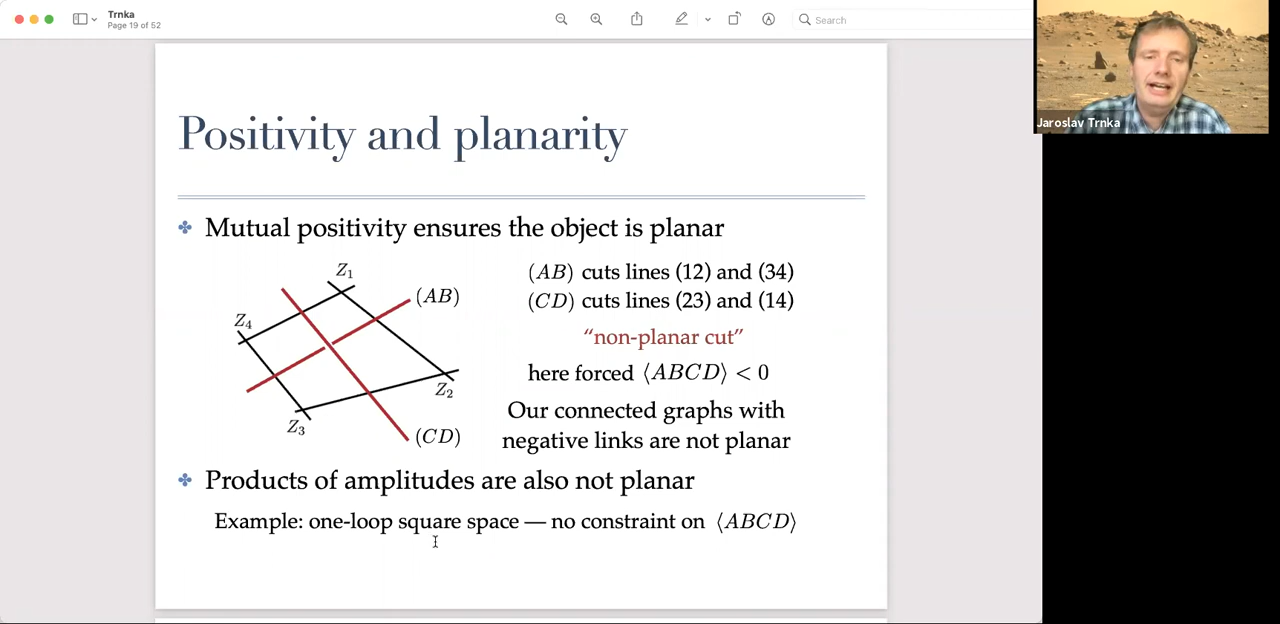 Trnka
Page 19 of 52
Search
Jaroslav Trnka
Positivity and planarity
Mutual positivity ensures the object is planar
Z₁
(AB)
Z₄
Z₂
Z₃
(CD)
(AB) cuts lines (12) and (34)
(CD) cuts lines (23) and (14)
“non-planar cut”
here forced ⟨ABCD⟩ < 0
Our connected graphs with
negative links are not planar
Products of amplitudes are also not planar
Example: one-loop square space — no constraint on ⟨ABCD⟩